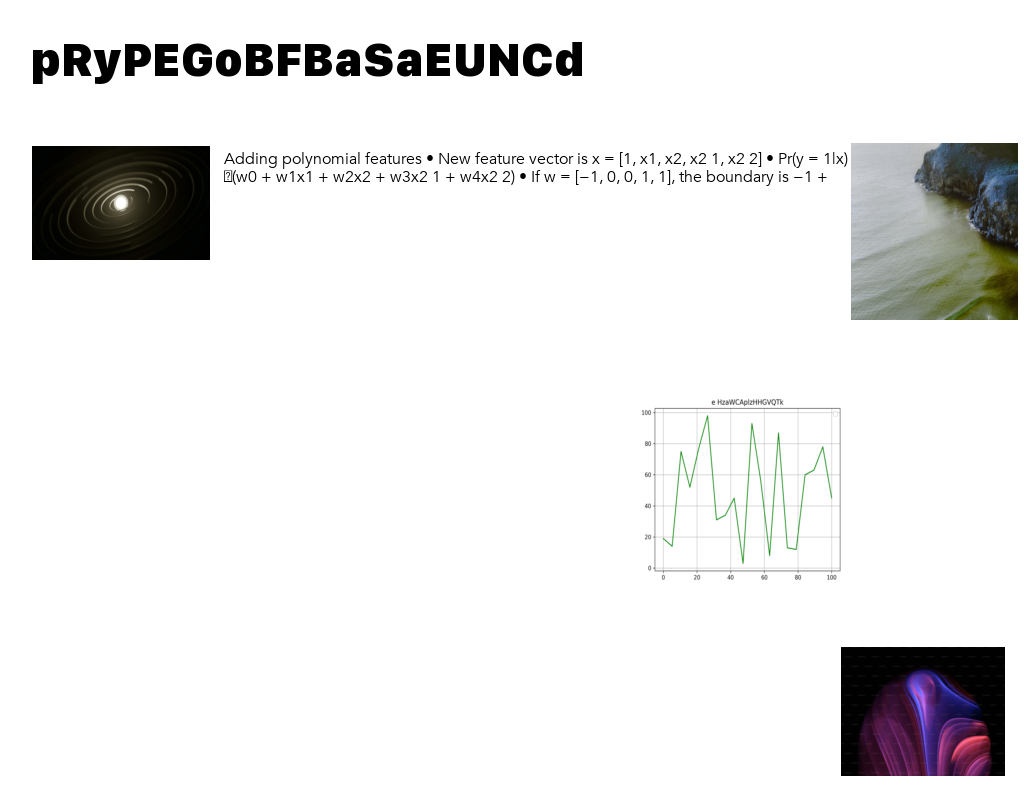 pRyPEGoBFBaSaEUNCd
Adding polynomial features • New feature vector is x = [1, x1, x2, x2 1, x2 2] • Pr(y = 1|x)
(w0 + w1x1 + w2x2 + w3x2 1 + w4x2 2) • If w = [−1, 0, 0, 1, 1], the boundary is −1 +
e HzaWCAplzHHGVQTk
100
80
60
40
20
0
0 20 40 60 80 100